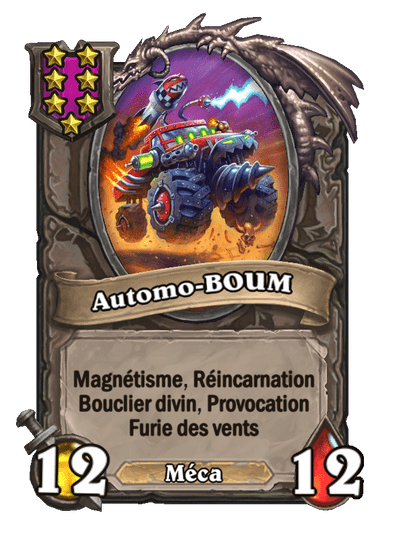 Automo-BOUM
Magnétisme, Réincarnation
Bouclier divin, Provocation
Furie des vents
12
Méca
12